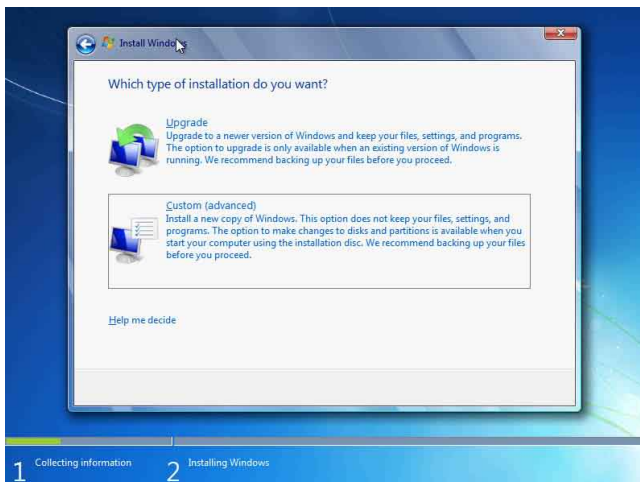 Install Windows
Which type of installation do you want?
Upgrade
Upgrade to a newer version of Windows and keep your files, settings, and programs.
The option to upgrade is only available when an existing version of Windows is
running. We recommend backing up your files before you proceed.
Custom (advanced)
Install a new copy of Windows. This option does not keep your files, settings, and
programs. The option to make changes to disks and partitions is available when you
start your computer using the installation disc. We recommend backing up your files
before you proceed.
Help me decide
1 Collecting information 2 Installing Windows